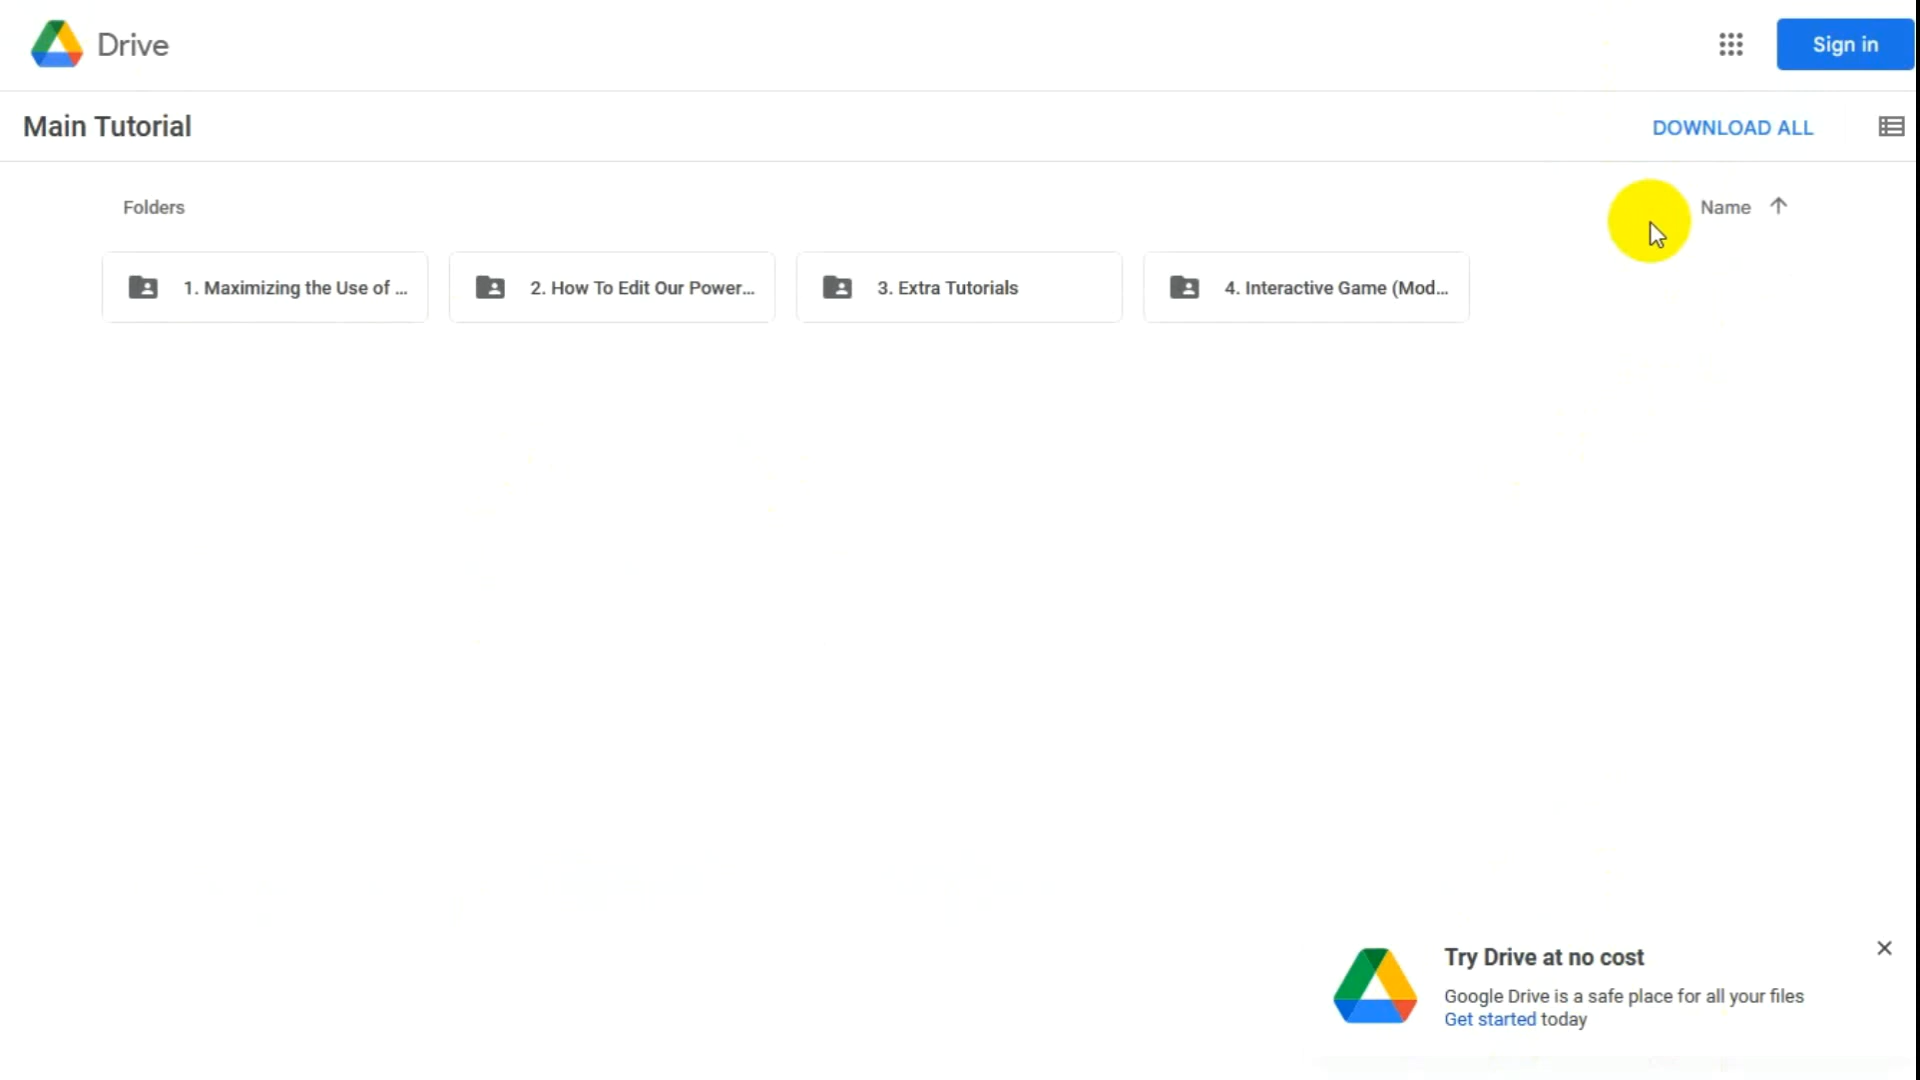 Drive
Sign in
Main Tutorial
DOWNLOAD ALL
Folders
Name
1. Maximizing the Use of ...
2. How To Edit Our Power...
3. Extra Tutorials
4. Interactive Game (Mod...
Try Drive at no cost
Google Drive is a safe place for all your files
Get started today